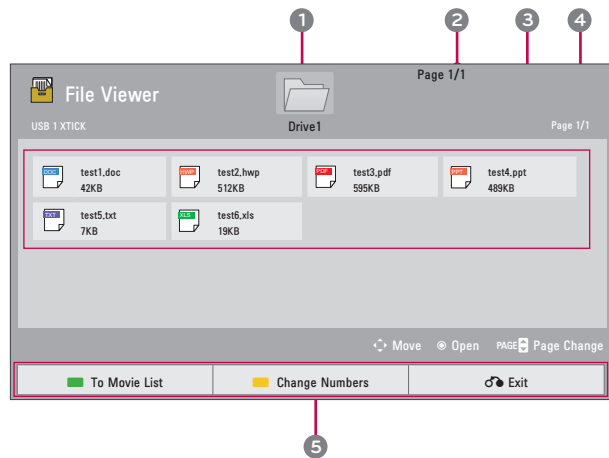 1 2 3 4
Page 1/1
File Viewer
USB 1 XTICK
Drive1
Page 1/1
DOC test1,doc
42KB
HWP test2,hwp
512KB
PDF test3,pdf
595KB
PPT test4,ppt
489KB
TXT test5,txt
7KB
XLS test6,xls
19KB
Move Open PAGE Page Change
To Movie List Change Numbers Exit
5